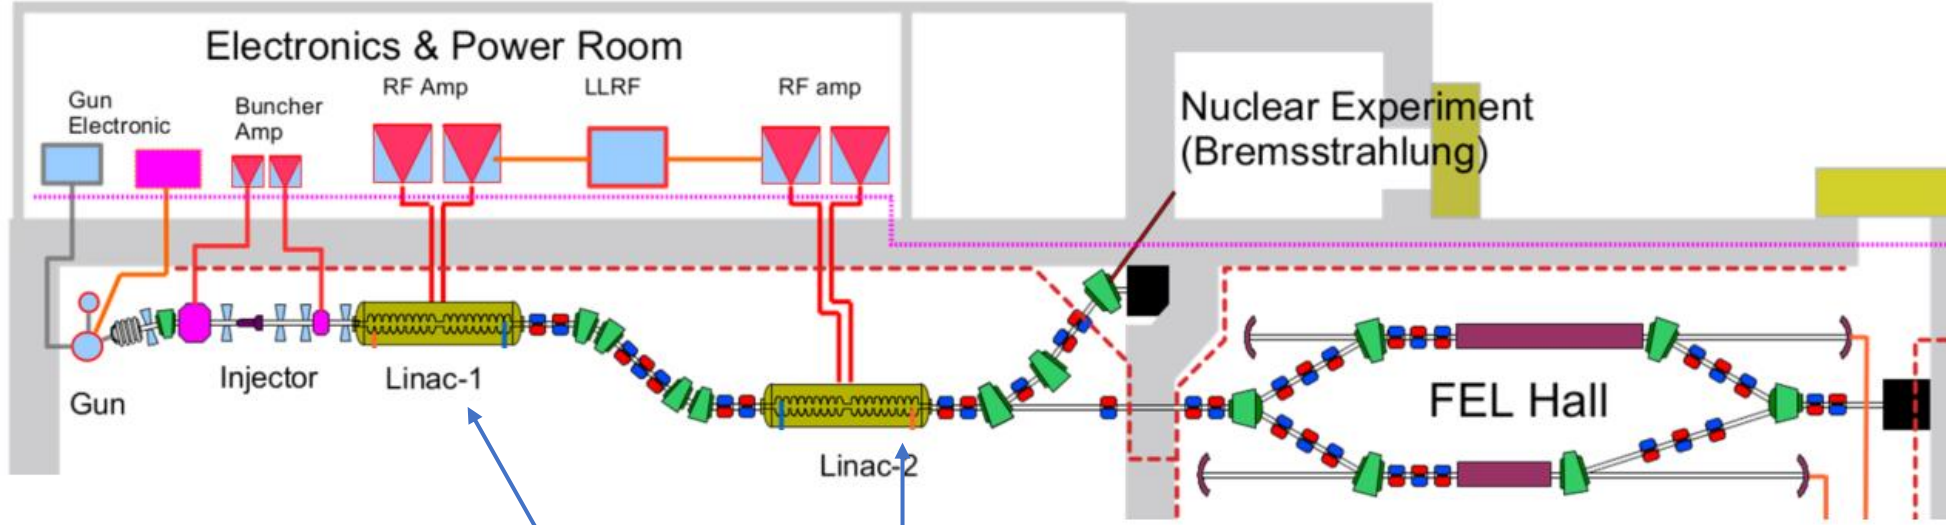 Electronics & Power Room
Gun
Electronic
Buncher
Amp
RF Amp
LLRF
RF amp
Nuclear Experiment
(Bremsstrahlung)
Gun
Injector
Linac-1
Linac-2
FEL Hall